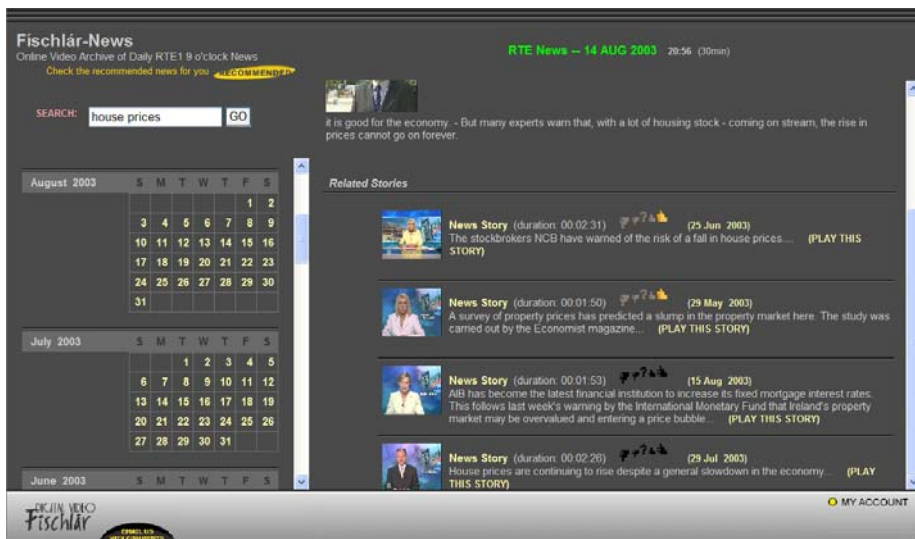 Físchlár-News
Online Video Archive of Daily RTE1 9 o'clock News
Check the recommended news for you RECOMMENDED
RTE News -- 14 AUG 2003 20:56 (30min)
SEARCH: house prices GO
it is good for the economy. - But many experts warn that, with a lot of housing stock - coming on stream, the rise in
prices cannot go on forever.
August 2003 S M T W T F S
1 2
3 4 5 6 7 8 9
10 11 12 13 14 15 16
17 18 19 20 21 22 23
24 25 26 27 28 29 30
31
July 2003 S M T W T F S
1 2 3 4 5
6 7 8 9 10 11 12
13 14 15 16 17 18 19
20 21 22 23 24 25 26
27 28 29 30 31
June 2003 S M T W T F S
Related Stories
News Story (duration: 00:02:31) (25 Jun 2003)
The stockbrokers NCB have warned of the risk of a fall in house prices.... (PLAY THIS
STORY)
News Story (duration: 00:01:50) (29 May 2003)
A survey of property prices has predicted a slump in the property market here. The study was
carried out by the Economist magazine... (PLAY THIS STORY)
News Story (duration: 00:01:53) (15 Aug 2003)
AIB has become the latest financial institution to increase its fixed mortgage interest rates.
This follows last week's warning by the International Monetary Fund that Ireland's property
market may be overvalued and entering a price bubble... (PLAY THIS STORY)
News Story (duration: 00:02:26) (29 Jul 2003)
House prices are continuing to rise despite a general slowdown in the economy... (PLAY
THIS STORY)
DIGITAL VIDEO
Físchlár
EMAIL US
MY ACCOUNT